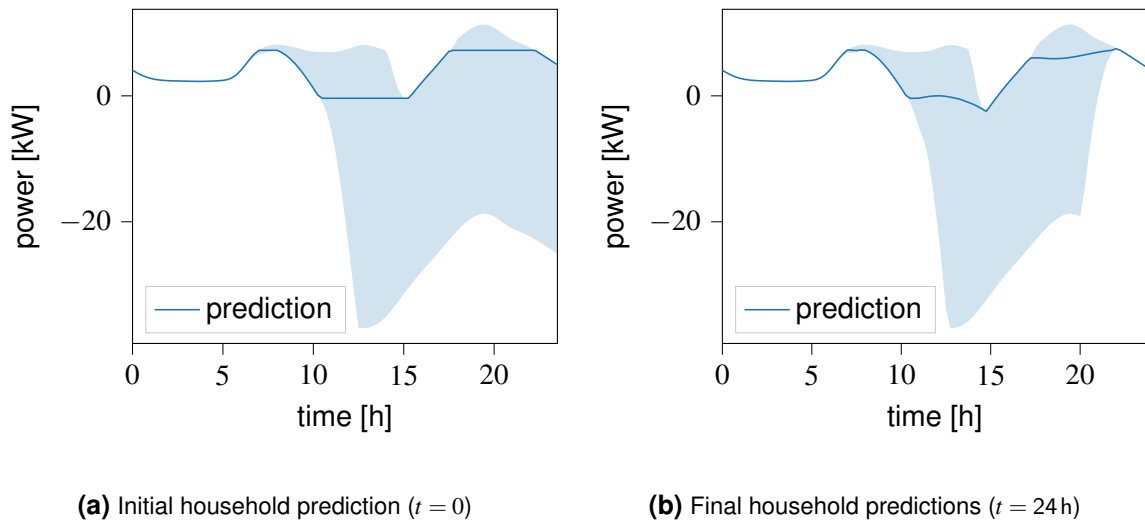 0
−20
power [kW]
prediction
0 5 10 15 20
time [h]
(a) Initial household prediction (t = 0)
0
−20
power [kW]
prediction
0 5 10 15 20
time [h]
(b) Final household predictions (t = 24 h)